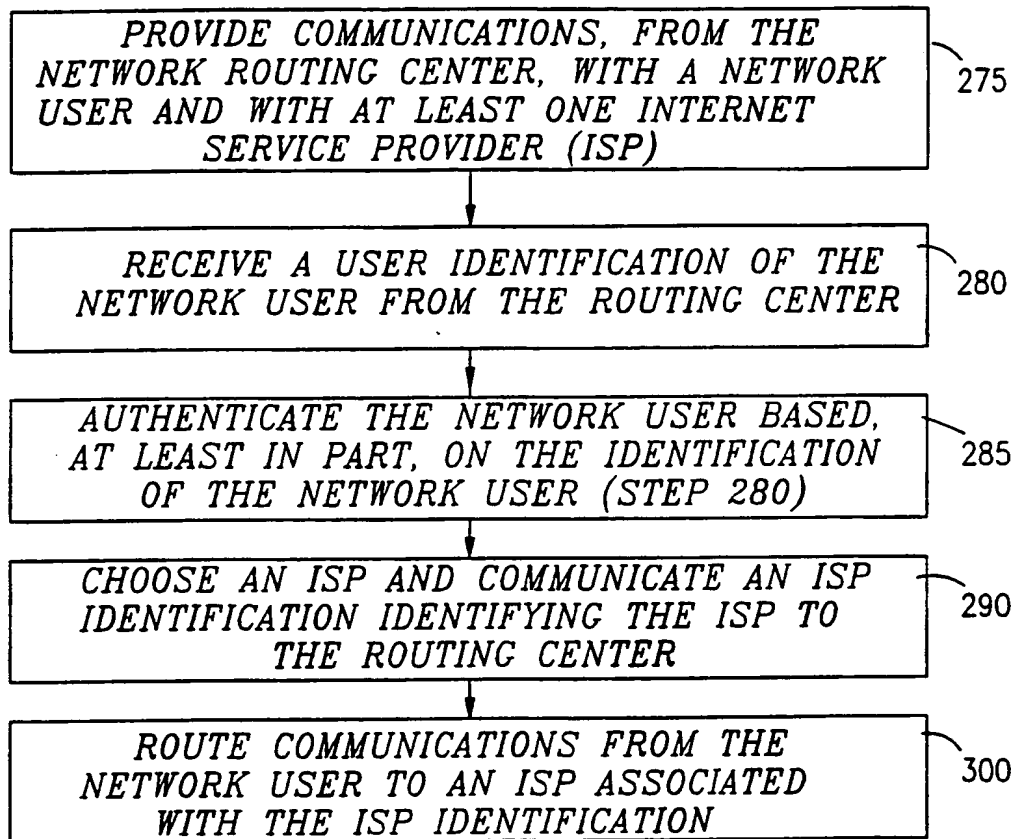 PROVIDE COMMUNICATIONS, FROM THE
NETWORK ROUTING CENTER, WITH A NETWORK
USER AND WITH AT LEAST ONE INTERNET
SERVICE PROVIDER (ISP)
275
RECEIVE A USER IDENTIFICATION OF THE
NETWORK USER FROM THE ROUTING CENTER
280
AUTHENTICATE THE NETWORK USER BASED,
AT LEAST IN PART, ON THE IDENTIFICATION
OF THE NETWORK USER (STEP 280)
285
CHOOSE AN ISP AND COMMUNICATE AN ISP
IDENTIFICATION IDENTIFYING THE ISP TO
THE ROUTING CENTER
290
ROUTE COMMUNICATIONS FROM THE
NETWORK USER TO AN ISP ASSOCIATED
WITH THE ISP IDENTIFICATION
300